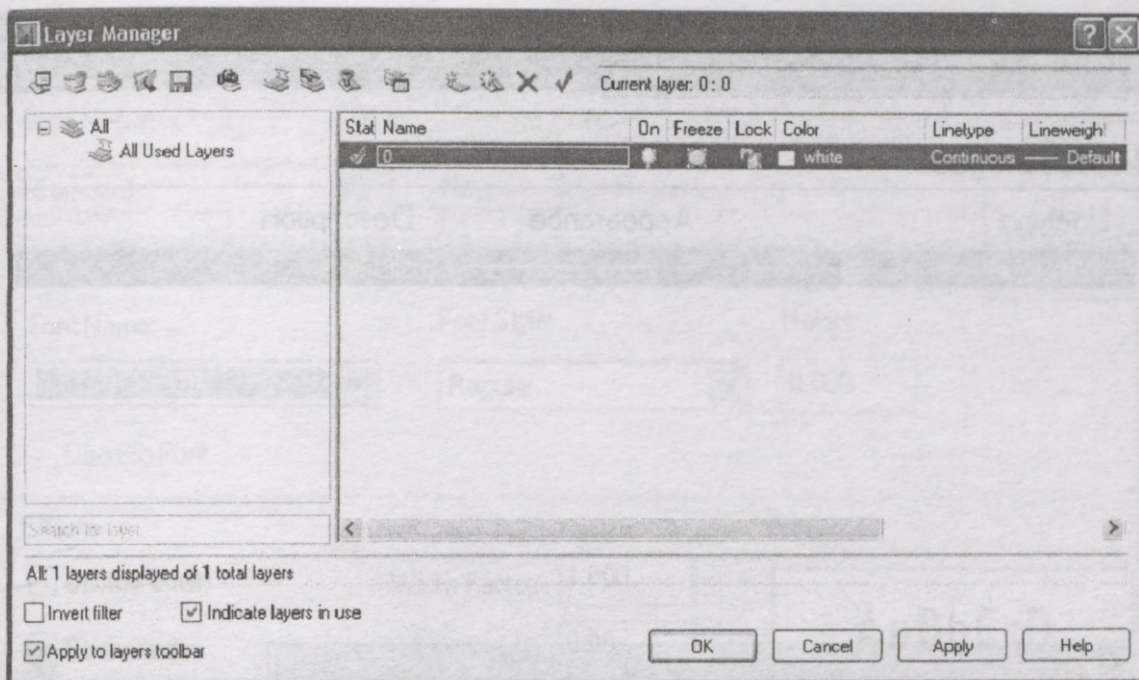 Layer Manager
Current layer: 0 : 0
All
All Used Layers
Stat Name On Freeze Lock Color Linetype Lineweigh
0 white Continuous Default
Search for layer
All: 1 layers displayed of 1 total layers
Invert filter Indicate layers in use
Apply to layers toolbar
OK Cancel Apply Help